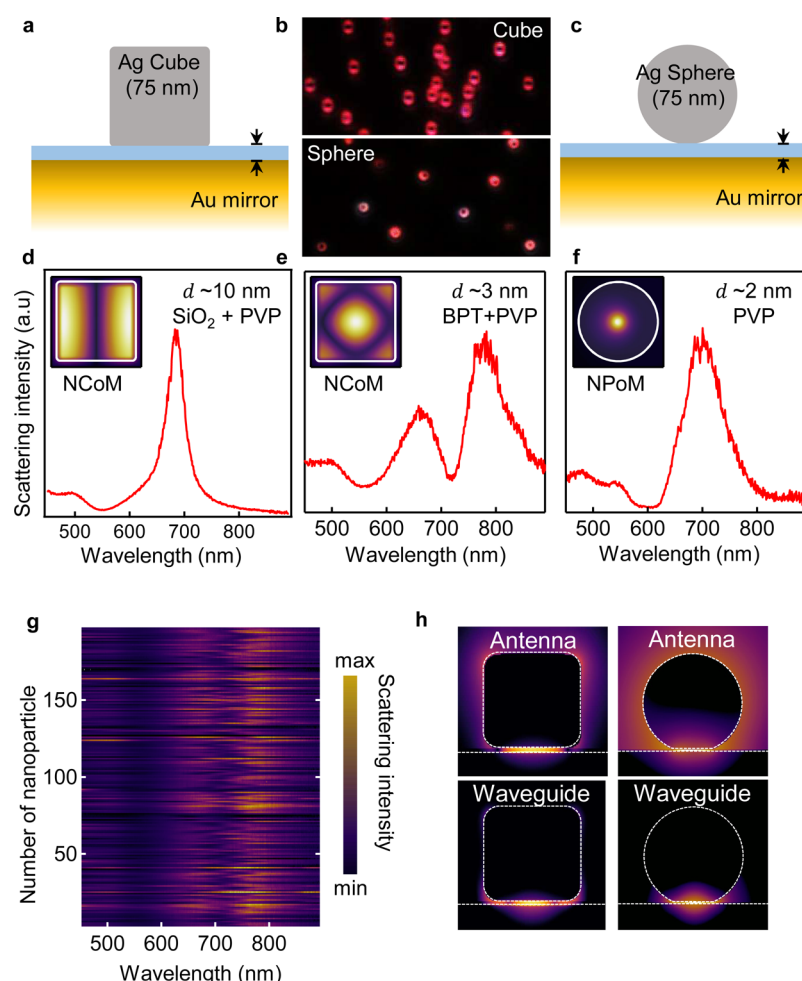 a
Ag Cube
(75 nm)
Au mirror
b
Cube
Sphere
c
Ag Sphere
(75 nm)
Au mirror
d
d ~10 nm
SiO₂ + PVP
NCoM
e
d ~3 nm
BPT+PVP
NCoM
f
d ~2 nm
PVP
NPoM
Scattering intensity (a.u)
500 600 700 800
Wavelength (nm)
500 600 700 800
Wavelength (nm)
500 600 700 800
Wavelength (nm)
g
Number of nanoparticle
150
100
50
500 600 700 800
Wavelength (nm)
max
Scattering intensity
min
h
Antenna
Antenna
Waveguide
Waveguide